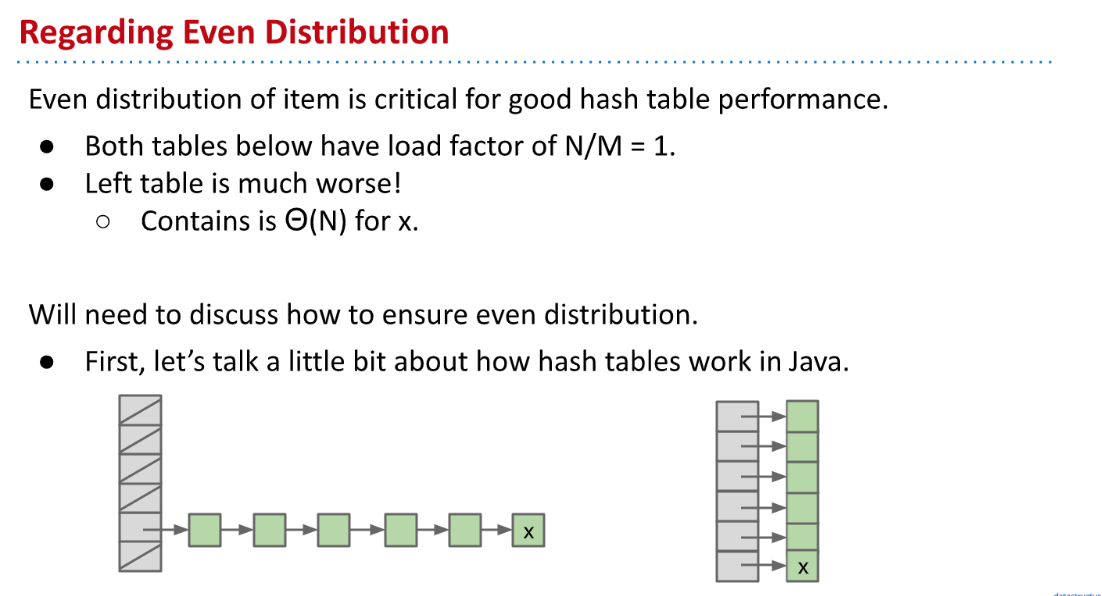 Regarding Even Distribution
Even distribution of item is critical for good hash table performance.
● Both tables below have load factor of N/M = 1.
● Left table is much worse!
○ Contains is Θ(N) for x.
Will need to discuss how to ensure even distribution.
● First, let’s talk a little bit about how hash tables work in Java.
x
x